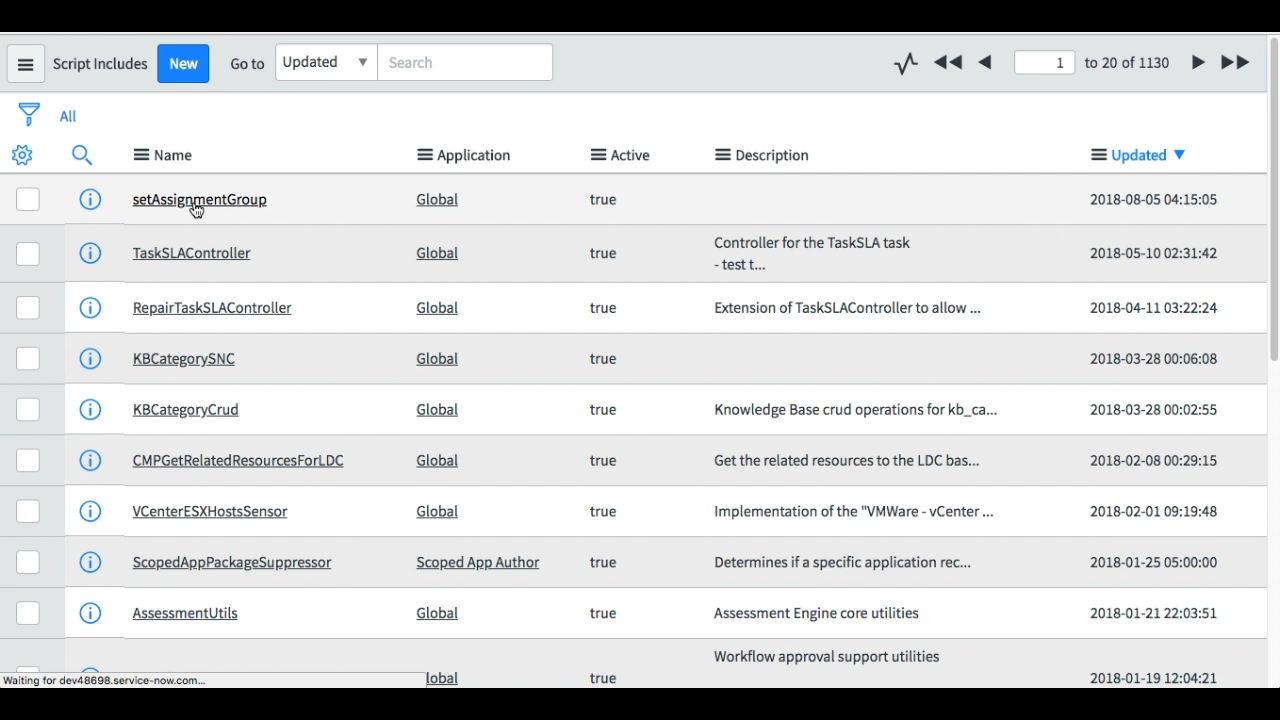 Script Includes New Go to Updated ▼ Search 1 to 20 of 1130
All
Name Application Active Description Updated ▼
setAssignmentGroup Global true 2018-08-05 04:15:05
TaskSLAController Global true Controller for the TaskSLA task 2018-05-10 02:31:42
- test t...
RepairTaskSLAController Global true Extension of TaskSLAController to allow ... 2018-04-11 03:22:24
KBCategorySNC Global true 2018-03-28 00:06:08
KBCategoryCrud Global true Knowledge Base crud operations for kb_ca... 2018-03-28 00:02:55
CMPGetRelatedResourcesForLDC Global true Get the related resources to the LDC bas... 2018-02-08 00:29:15
VCenterESXHostsSensor Global true Implementation of the "VMWare - vCenter ... 2018-02-01 09:19:48
ScopedAppPackageSuppressor Scoped App Author true Determines if a specific application rec... 2018-01-25 05:00:00
AssessmentUtils Global true Assessment Engine core utilities 2018-01-21 22:03:51
Workflow approval support utilities
lobal true 2018-01-19 12:04:21
Waiting for dev48698.service-now.com...